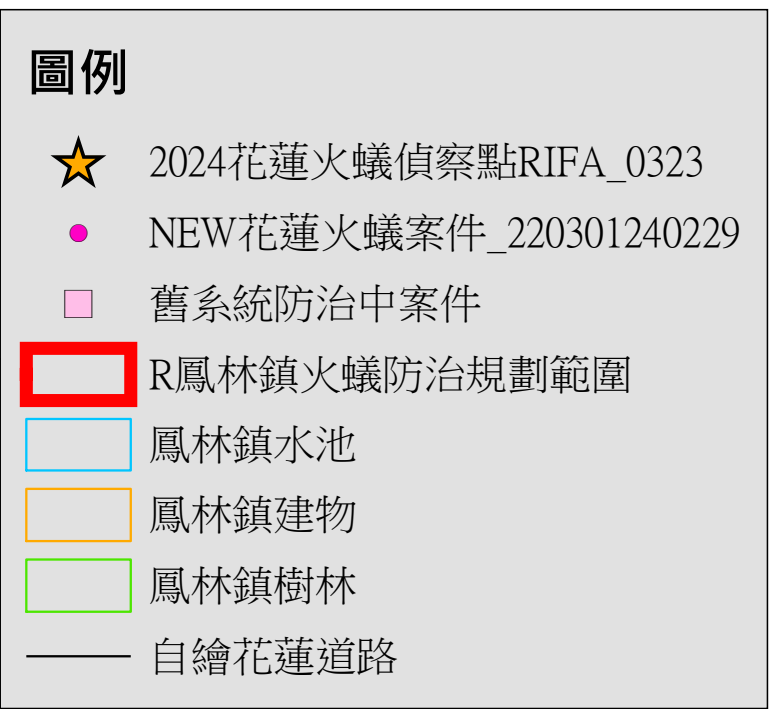 圖例
2024花蓮火蟻偵察點RIFA_0323
NEW花蓮火蟻案件_220301240229
舊系統防治中案件
R鳳林鎮火蟻防治規劃範圍
鳳林鎮水池
鳳林鎮建物
鳳林鎮樹林
自繪花蓮道路